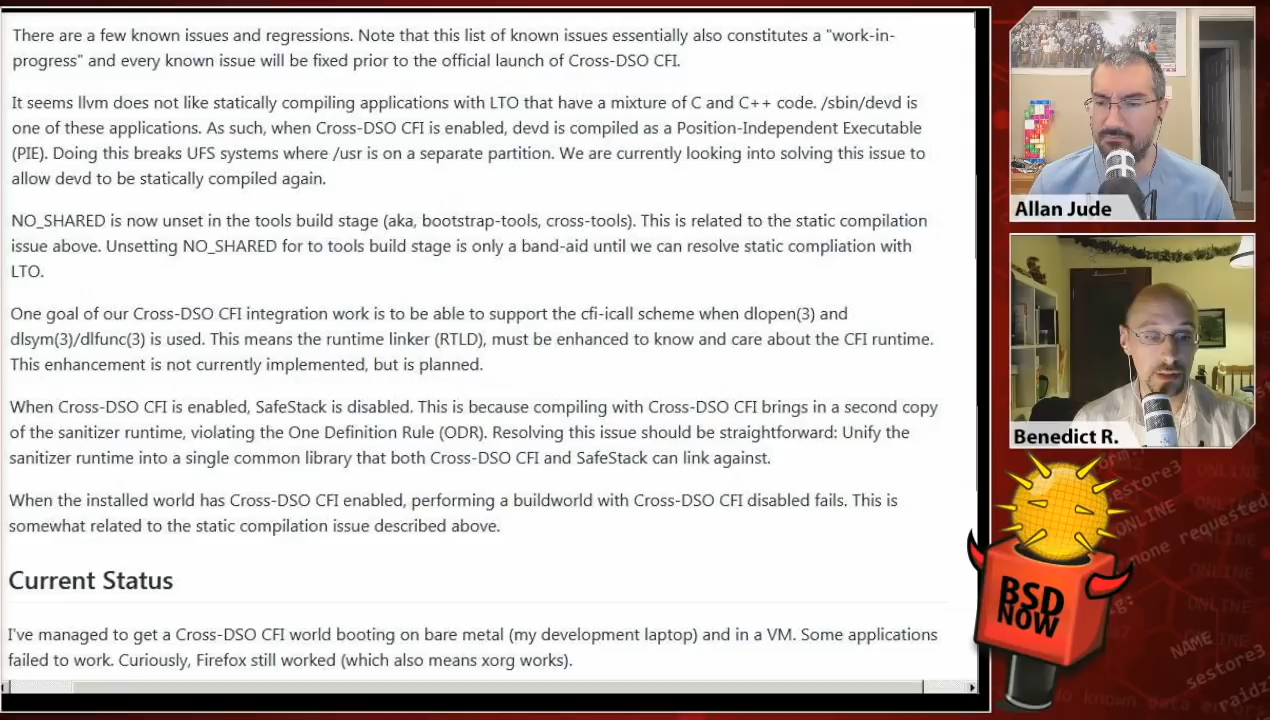 There are a few known issues and regressions. Note that this list of known issues essentially also constitutes a "work-in-
progress" and every known issue will be fixed prior to the official launch of Cross-DSO CFI.
It seems llvm does not like statically compiling applications with LTO that have a mixture of C and C++ code. /sbin/devd is
one of these applications. As such, when Cross-DSO CFI is enabled, devd is compiled as a Position-Independent Executable
(PIE). Doing this breaks UFS systems where /usr is on a separate partition. We are currently looking into solving this issue to
allow devd to be statically compiled again.
NO_SHARED is now unset in the tools build stage (aka, bootstrap-tools, cross-tools). This is related to the static compilation
issue above. Unsetting NO_SHARED for to tools build stage is only a band-aid until we can resolve static compliation with
LTO.
One goal of our Cross-DSO CFI integration work is to be able to support the cfi-icall scheme when dlopen(3) and
dlsym(3)/dlfunc(3) is used. This means the runtime linker (RTLD), must be enhanced to know and care about the CFI runtime.
This enhancement is not currently implemented, but is planned.
When Cross-DSO CFI is enabled, SafeStack is disabled. This is because compiling with Cross-DSO CFI brings in a second copy
of the sanitizer runtime, violating the One Definition Rule (ODR). Resolving this issue should be straightforward: Unify the
sanitizer runtime into a single common library that both Cross-DSO CFI and SafeStack can link against.
When the installed world has Cross-DSO CFI enabled, performing a buildworld with Cross-DSO CFI disabled fails. This is
somewhat related to the static compilation issue described above.
Current Status
I've managed to get a Cross-DSO CFI world booting on bare metal (my development laptop) and in a VM. Some applications
failed to work. Curiously, Firefox still worked (which also means xorg works).
Allan Jude
Benedict R.
BSD
NOW
estore3
ONLINE
ONLINE
none requested
NAME
sestore3
raidz